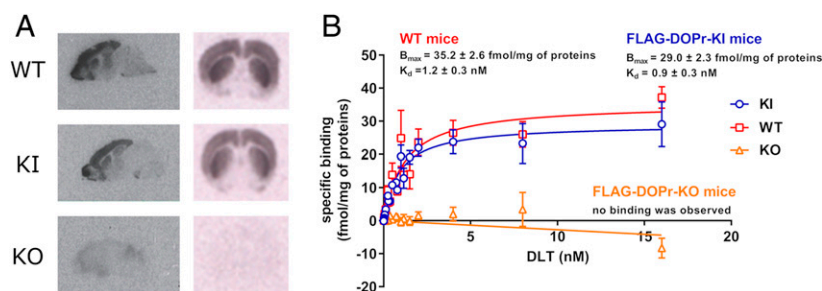 A
WT
KI
KO
B
WT mice
Bmax = 35.2 ± 2.6 fmol/mg of proteins
Kd =1.2 ± 0.3 nM
FLAG-DOPr-KI mice
Bmax = 29.0 ± 2.3 fmol/mg of proteins
Kd = 0.9 ± 0.3 nM
KI
WT
KO
FLAG-DOPr-KO mice
no binding was observed
specific binding
(fmol/mg of proteins)
50
40
30
20
10
0
-10
-20
5
10
15
20
DLT (nM)